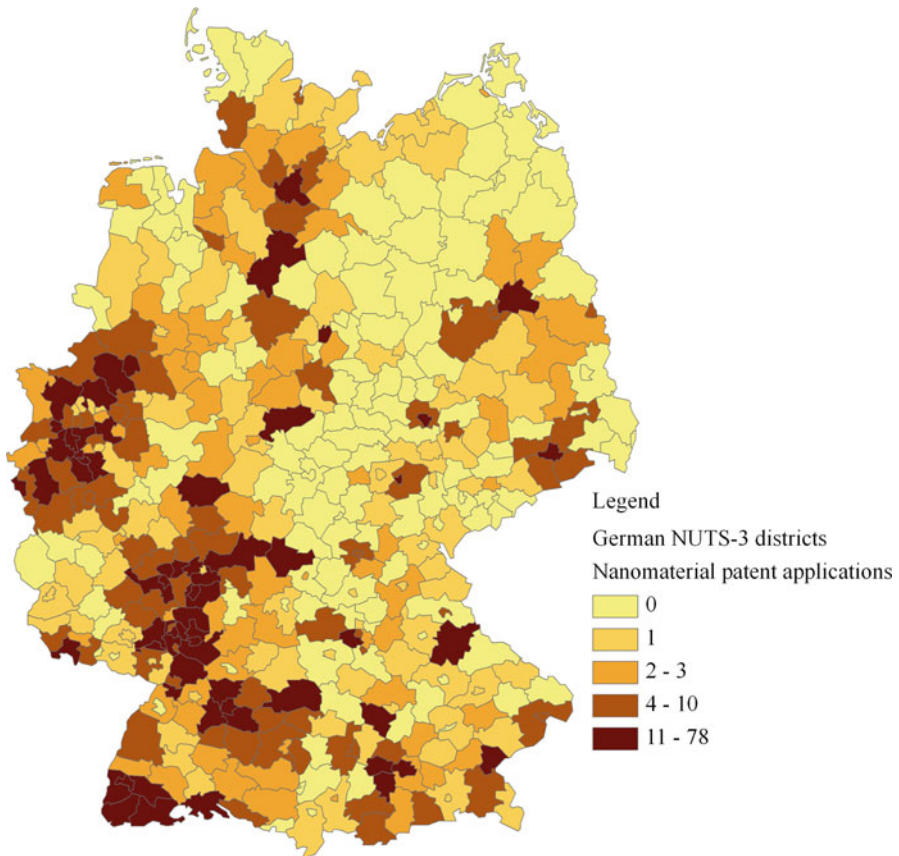 Legend
German NUTS-3 districts
Nanomaterial patent applications
0
1
2 - 3
4 - 10
11 - 78